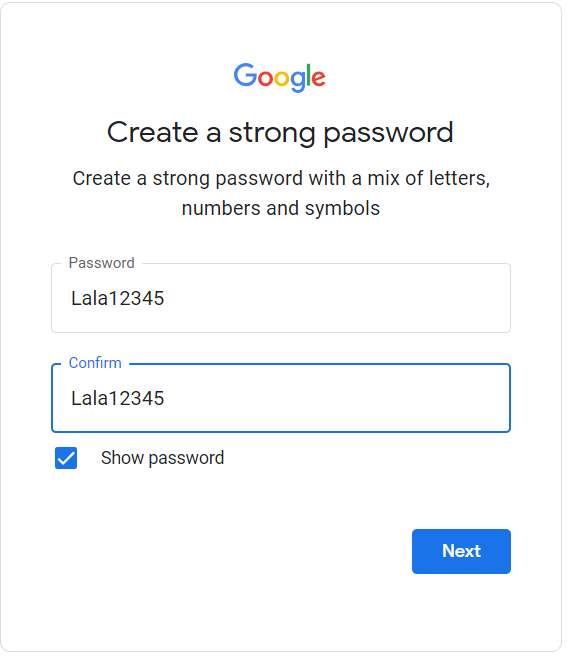 Google
Create a strong password
Create a strong password with a mix of letters,
numbers and symbols
Password
Lala12345
Confirm
Lala12345
Show password
Next